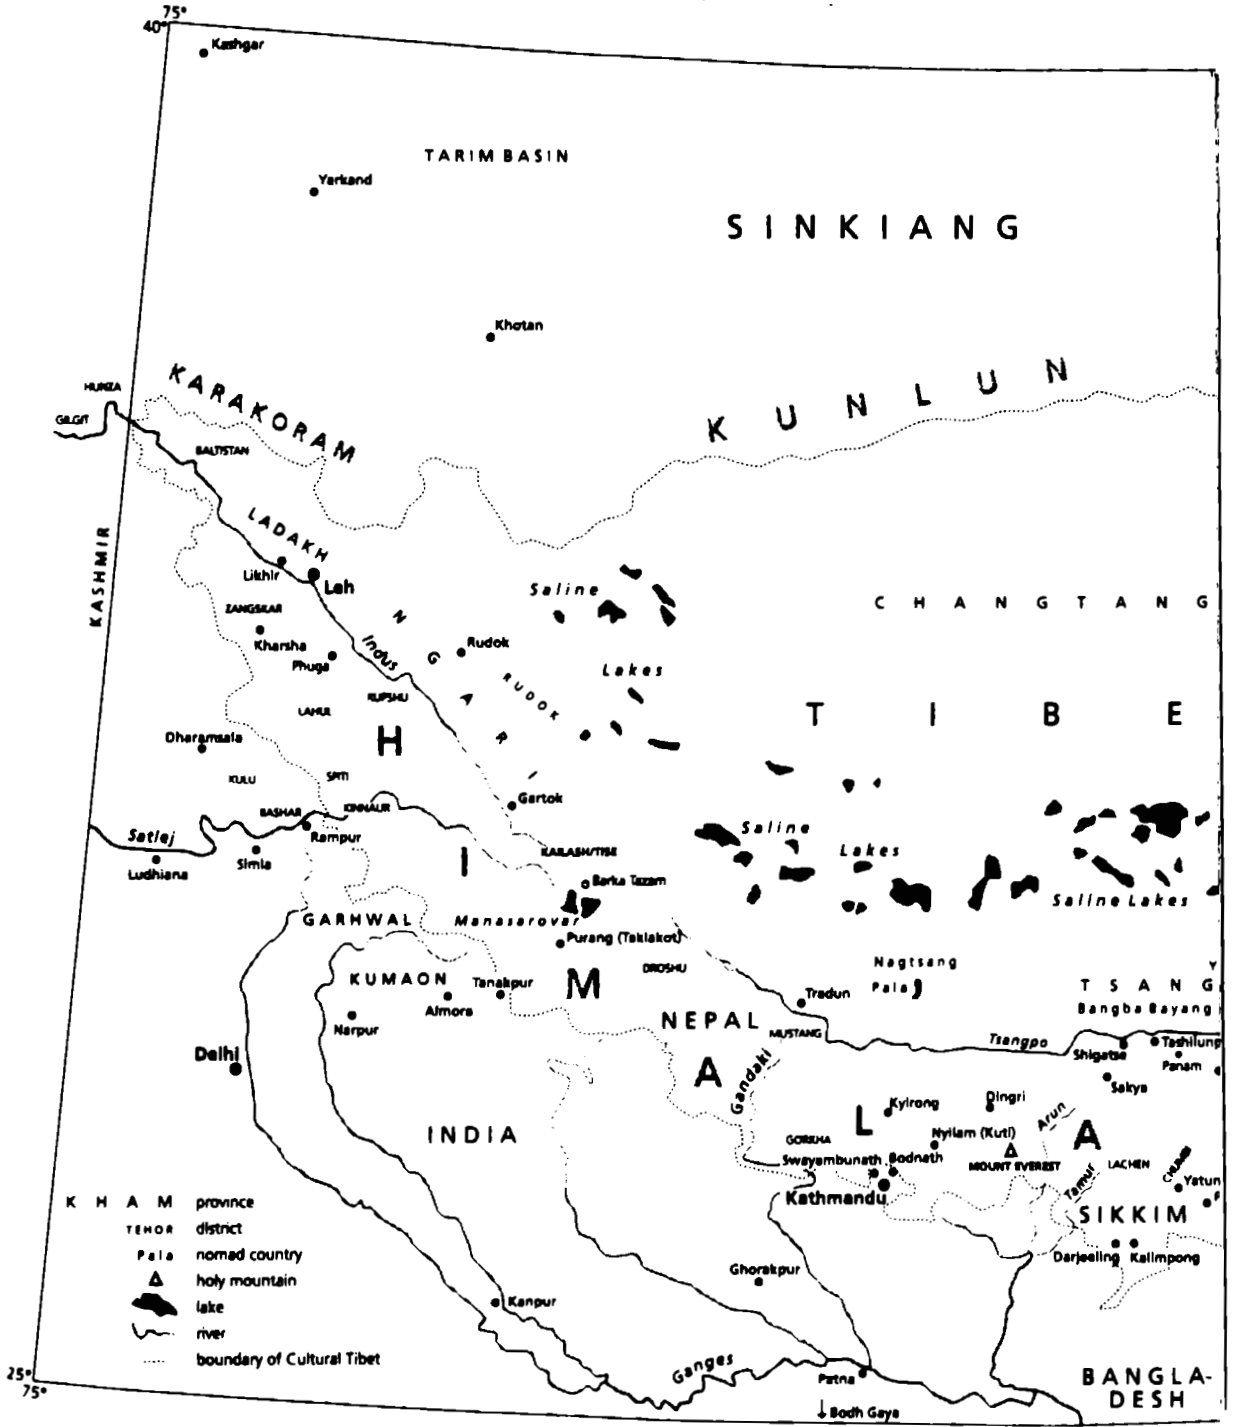 75°
40°
Kashgar
TARIM BASIN
Yarkand
SINKIANG
Khotan
KUNLUN
KARAKORAM
HUNZA
GILGIT
BALTISTAN
KASHMIR
LADAKH
Likhir
Leh
Saline
CHANGTANG
ZANGSKAR
Kharsha
Phuga
Indus
NGARI
Rudok
Lakes
RUDOK
RUPSHU
LAHUL
TIBE
H
Dharamsala
KULU
SPITI
Gartok
BASHAR
KINNAUR
Satlej
Rampur
Simla
Ludhiana
I
KAILASH/TISE
Barka Tazam
Saline
Lakes
Saline Lakes
GARHWAL
Manasarovar
Purang (Taklakot)
KUMAON
Tanakpur
Almora
M
DROSHU
Nagtsang
Pala
Tradun
Y
TSANG
Bangba Bayang
Narpur
NEPAL
MUSTANG
Tsangpo
Shigatse
Tashilung
Panam
Delhi
A
Gandaki
Sakya
Kyirong
Dingri
Arun
INDIA
L
A
GORKHA
Nyilam (Kuti)
Swayambunath
Bodnath
MOUNT EVEREST
LACHEN
CHUMBI
Kathmandu
Tamur
Yatun
P
SIKKIM
KHAM province
TEHOR district
Pala nomad country
holy mountain
lake
river
boundary of Cultural Tibet
Darjeeling
Kalimpong
Ghorakpur
Kanpur
Ganges
Patna
Bodh Gaya
BANGLA-
DESH
25°
75°